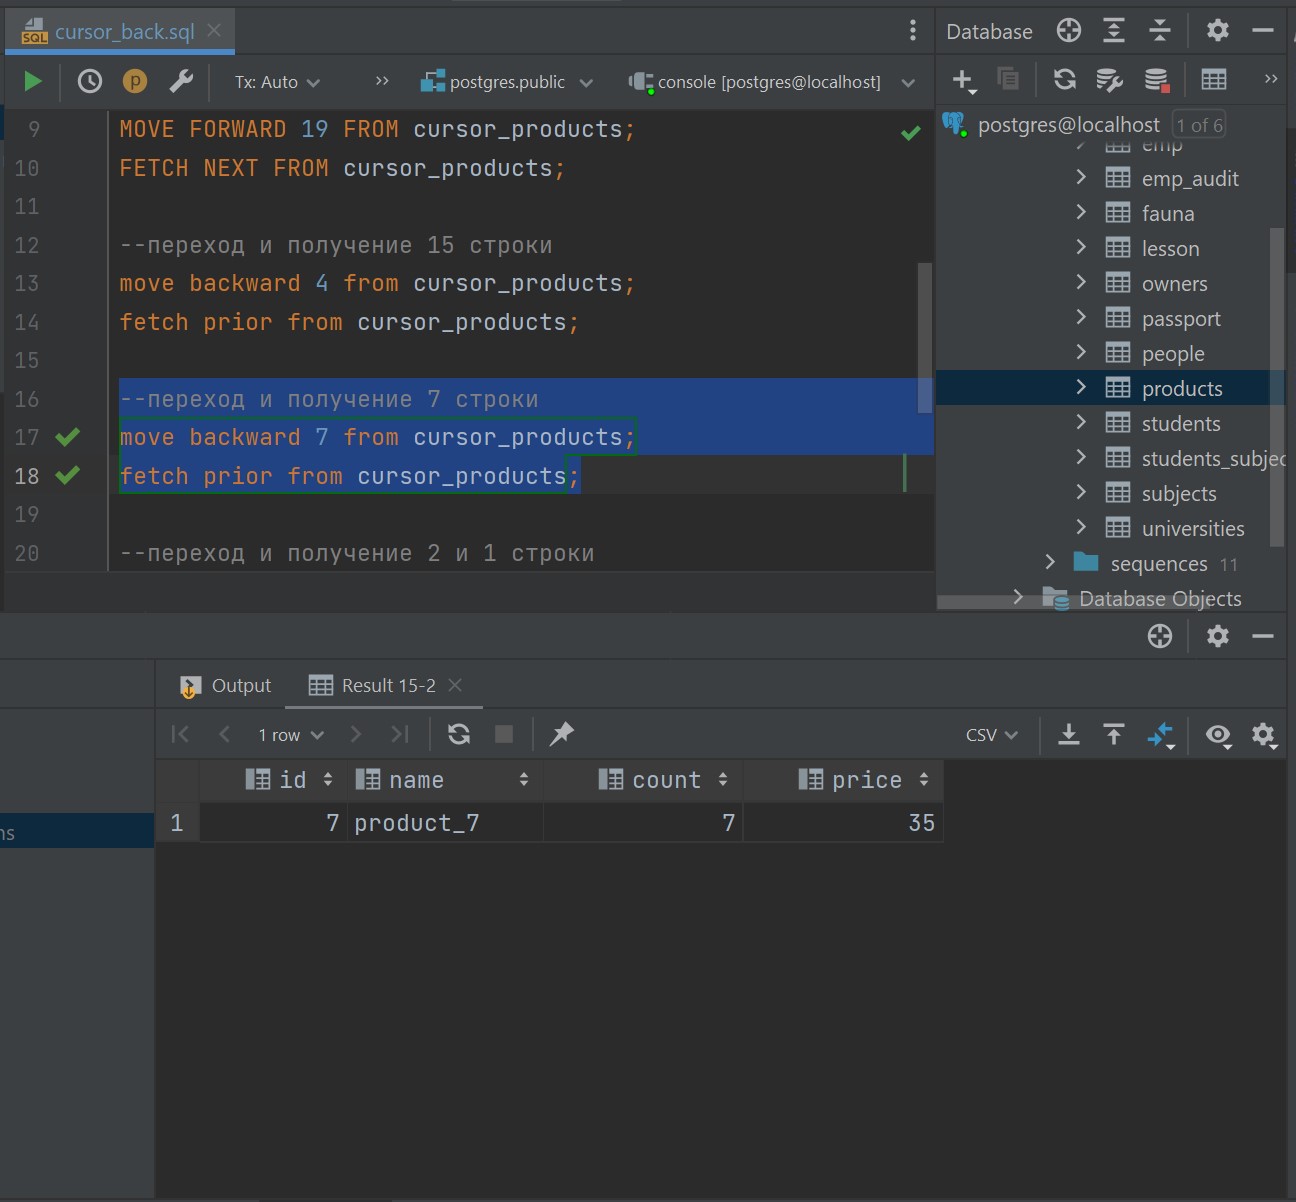 cursor_back.sql
Database
Tx: Auto
postgres.public
console [postgres@localhost]
postgres@localhost 1 of 6
9 MOVE FORWARD 19 FROM cursor_products;
10 FETCH NEXT FROM cursor_products;
11
12 --переход и получение 15 строки
13 move backward 4 from cursor_products;
14 fetch prior from cursor_products;
15
16 --переход и получение 7 строки
17 move backward 7 from cursor_products;
18 fetch prior from cursor_products;
19
20 --переход и получение 2 и 1 строки
emp
emp_audit
fauna
lesson
owners
passport
people
products
students
students_subjec
subjects
universities
sequences 11
Database Objects
Output
Result 15-2
1 row
CSV
id name count price
1 7 product_7 7 35
ns